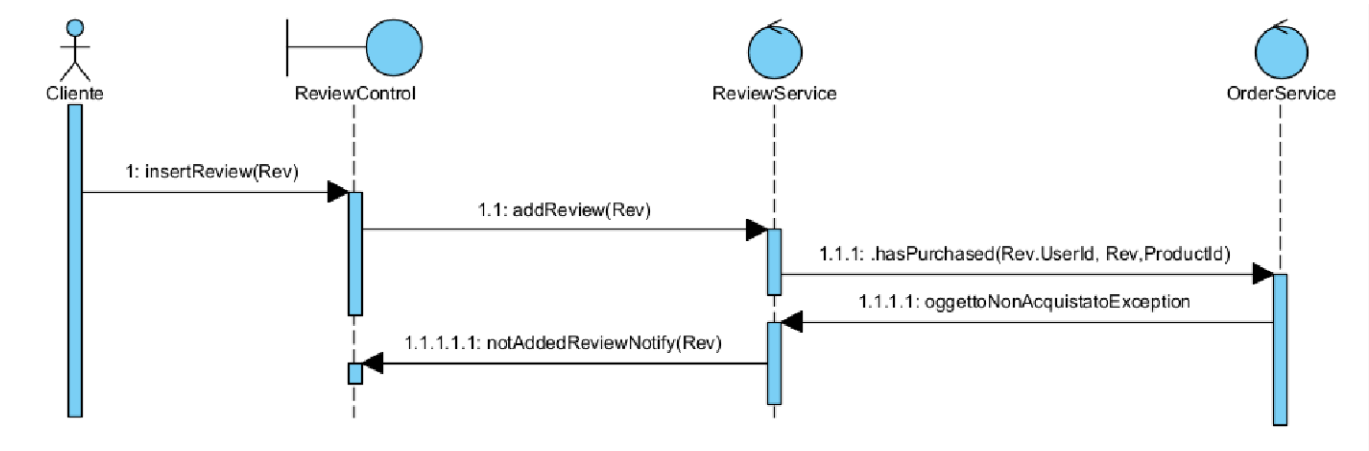 Cliente
ReviewControl
ReviewService
OrderService
1: insertReview(Rev)
1.1: addReview(Rev)
1.1.1: .hasPurchased(Rev.UserId, Rev,ProductId)
1.1.1.1: oggettoNonAcquistatoException
1.1.1.1.1: notAddedReviewNotify(Rev)